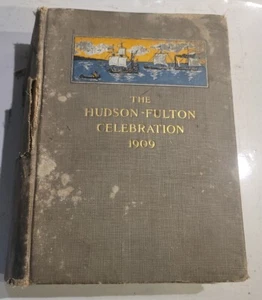 THE
HUDSON-FULTON
CELEBRATION
1909